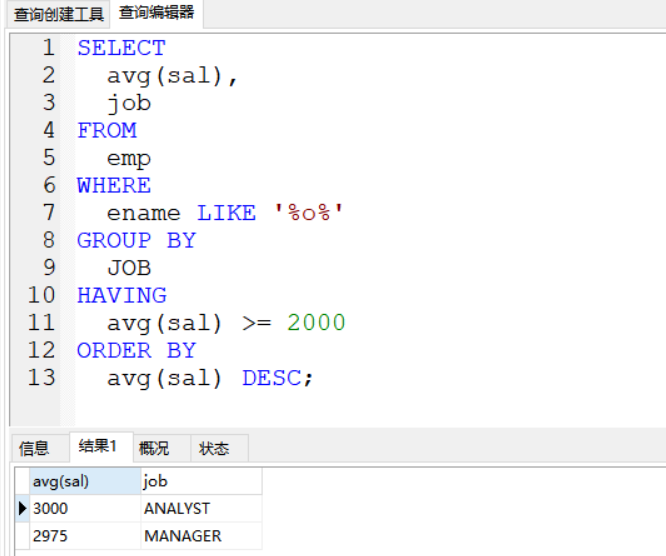 查询创建工具 查询编辑器
1 SELECT
2 avg(sal),
3 job
4 FROM
5 emp
6 WHERE
7 ename LIKE '%o%'
8 GROUP BY
9 JOB
10 HAVING
11 avg(sal) >= 2000
12 ORDER BY
13 avg(sal) DESC;
信息 结果1 概况 状态
avg(sal) job
3000 ANALYST
2975 MANAGER